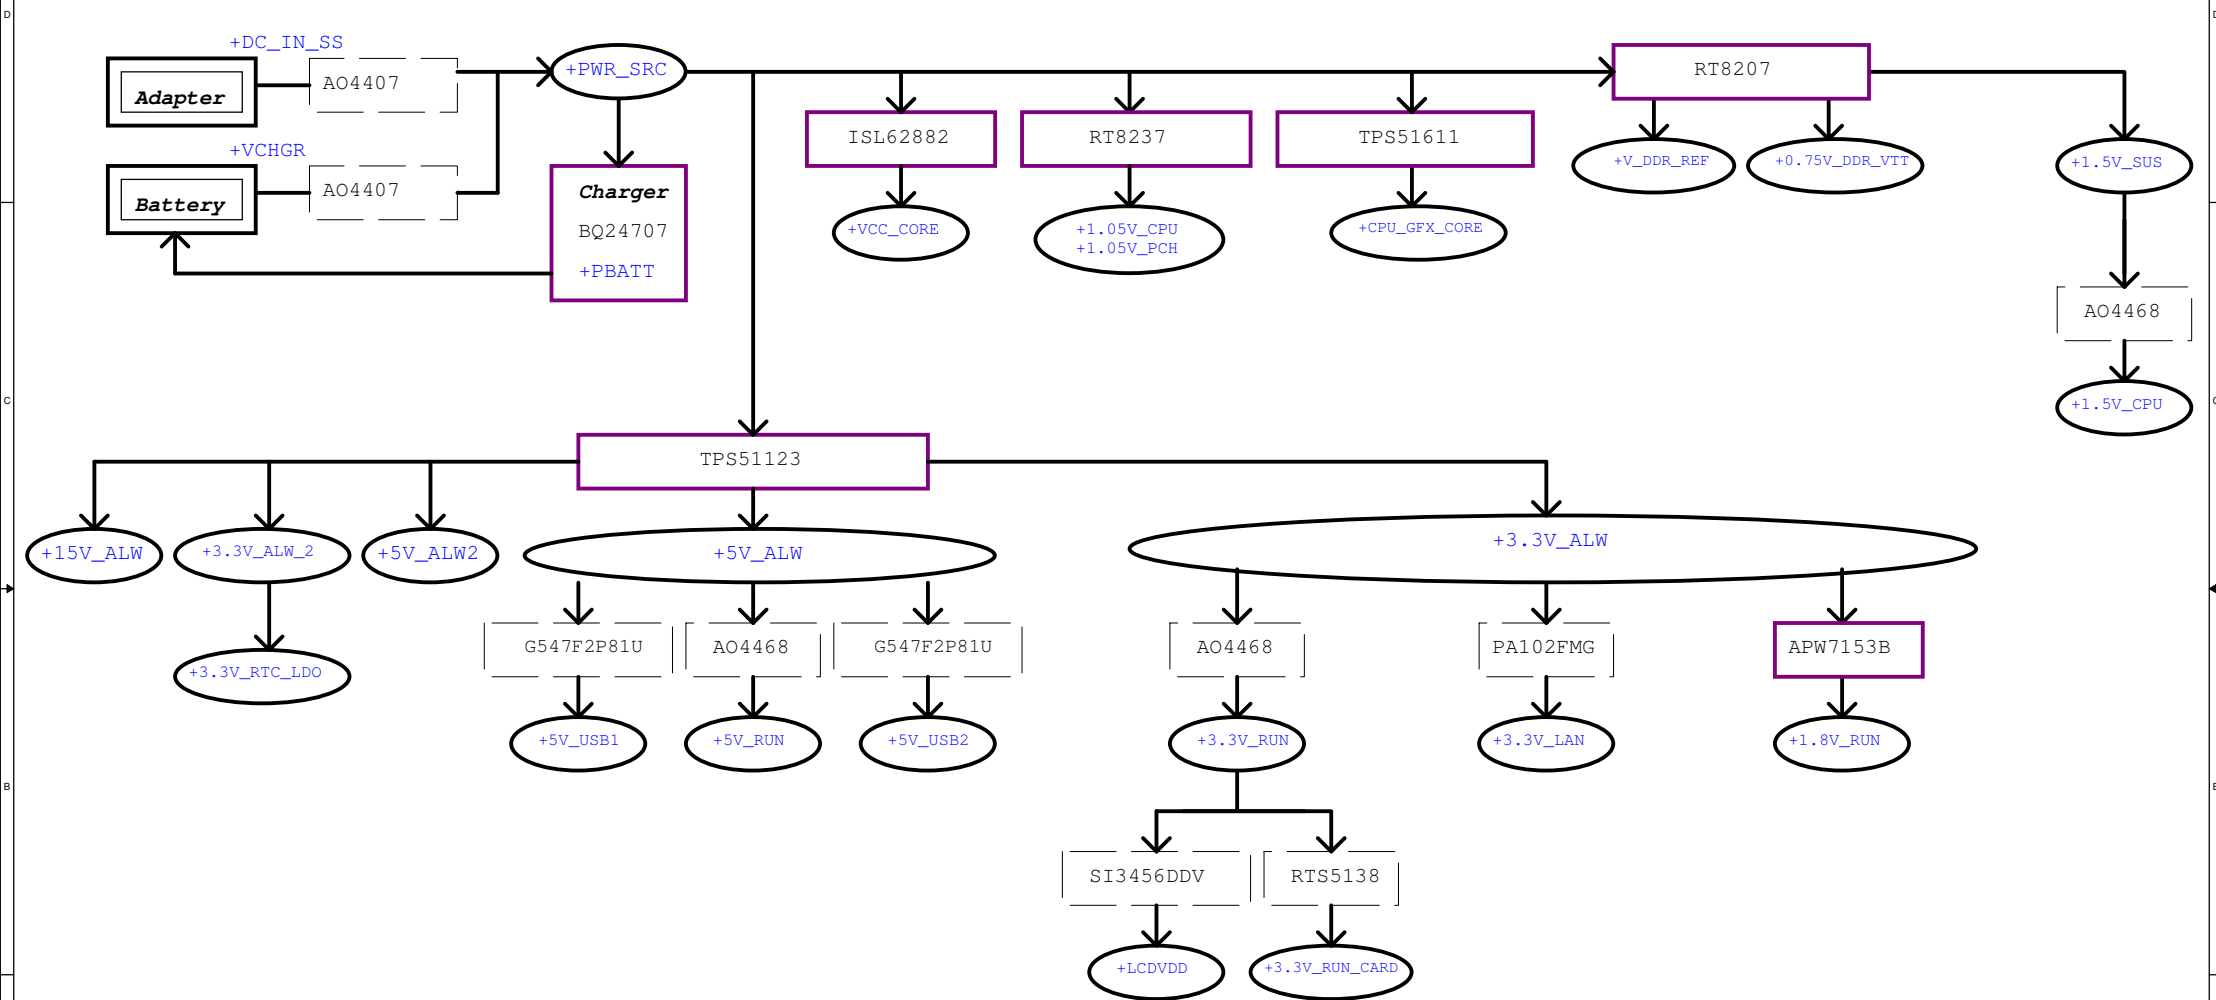 D
D
+DC_IN_SS
Adapter
AO4407
+PWR_SRC
RT8207
+VCHGR
Battery
AO4407
Charger
BQ24707
+PBATT
ISL62882
RT8237
TPS51611
+V_DDR_REF
+0.75V_DDR_VTT
+1.5V_SUS
+VCC_CORE
+1.05V_CPU
+1.05V_PCH
+CPU_GFX_CORE
AO4468
C
+1.5V_CPU
TPS51123
+15V_ALW
+3.3V_ALW_2
+5V_ALW2
+5V_ALW
+3.3V_ALW
+3.3V_RTC_LDO
G547F2P81U
AO4468
G547F2P81U
AO4468
PA102FMG
APW7153B
+5V_USB1
+5V_RUN
+5V_USB2
+3.3V_RUN
+3.3V_LAN
+1.8V_RUN
B
SI3456DDV
RTS5138
+LCDVDD
+3.3V_RUN_CARD